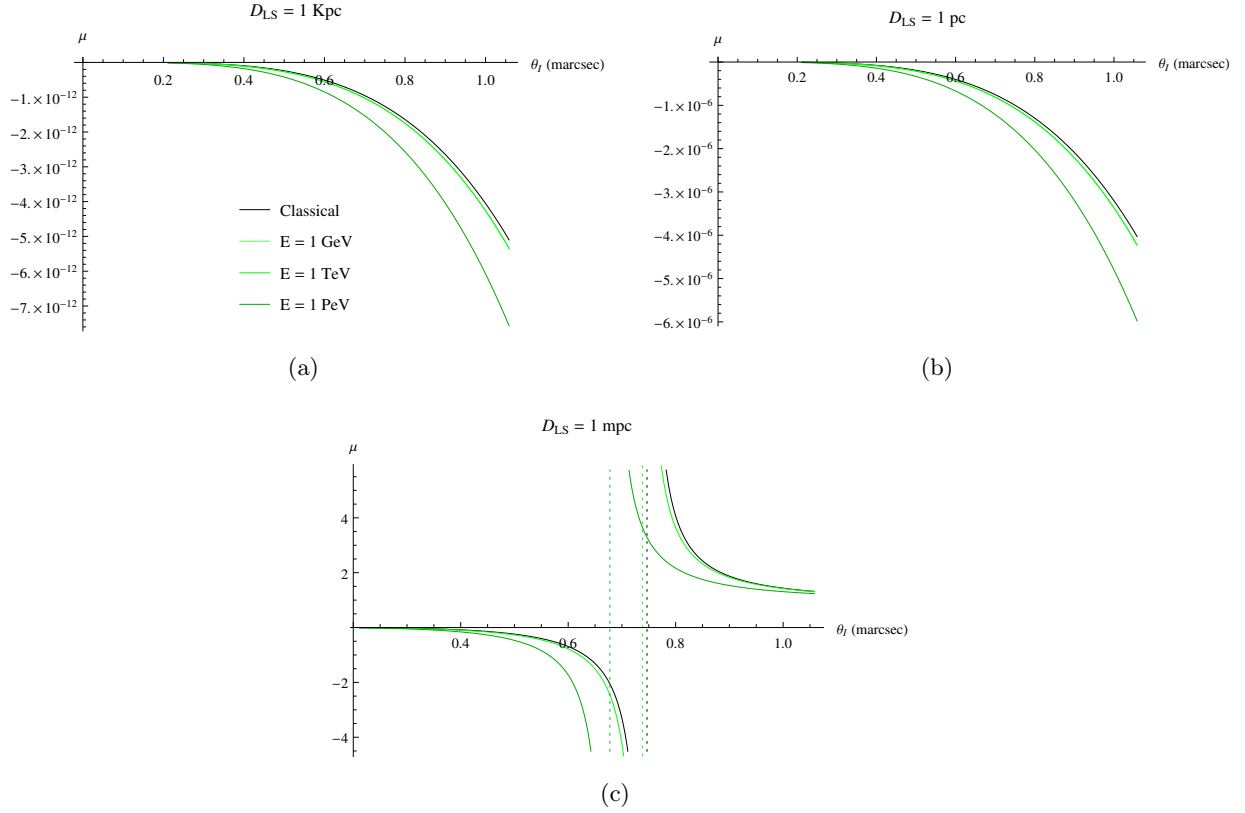 D_LS = 1 Kpc
μ
θ_I (marcsec)
0.2 0.4 0.6 0.8 1.0
−1.×10^−12
−2.×10^−12
−3.×10^−12
−4.×10^−12
−5.×10^−12
−6.×10^−12
−7.×10^−12
Classical
E = 1 GeV
E = 1 TeV
E = 1 PeV
(a)
D_LS = 1 pc
μ
θ_I (marcsec)
0.2 0.4 0.6 0.8 1.0
−1.×10^−6
−2.×10^−6
−3.×10^−6
−4.×10^−6
−5.×10^−6
−6.×10^−6
(b)
D_LS = 1 mpc
μ
4
2
θ_I (marcsec)
0.4 0.6 0.8 1.0
−2
−4
(c)